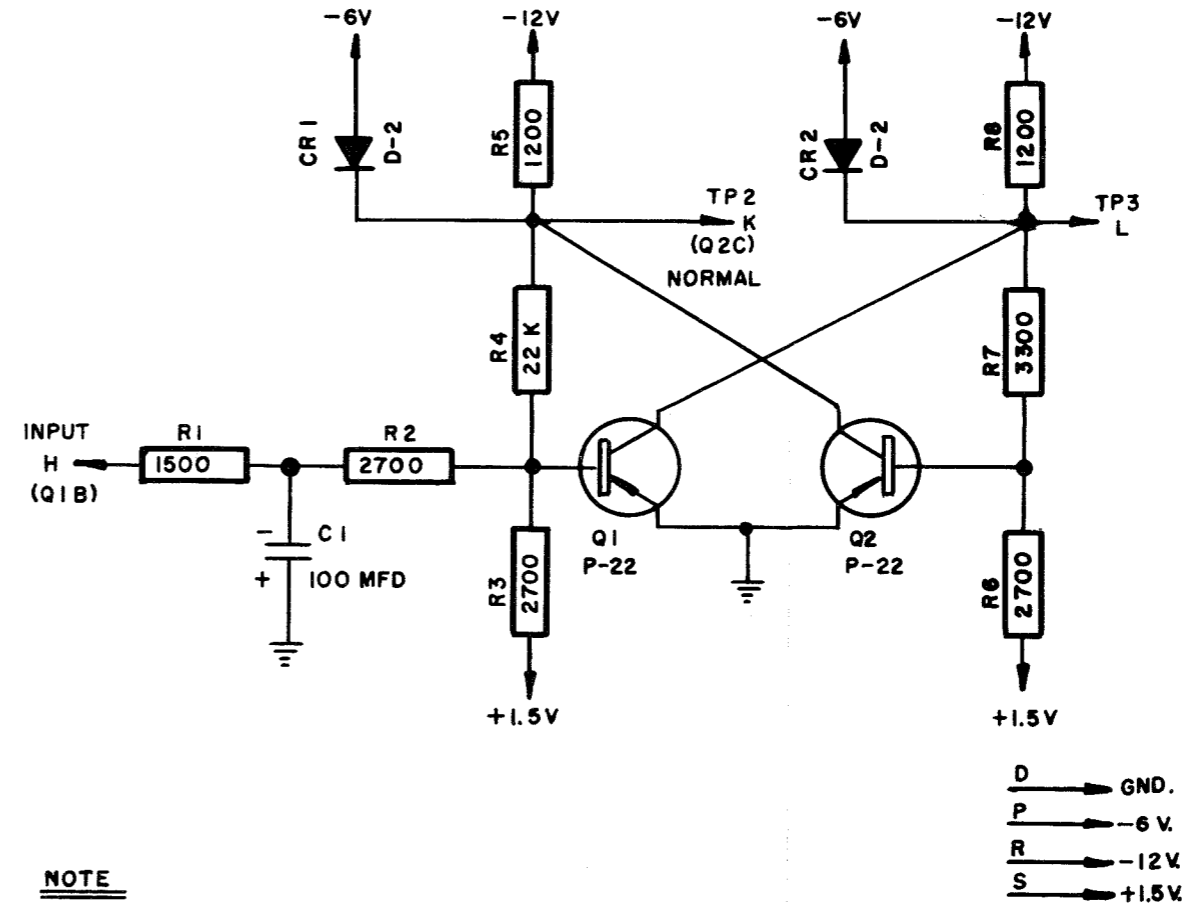 -6V
-12V
-6V
-12V
CR1
D-2
R5
1200
CR2
D-2
R8
1200
TP2
K
(Q2C)
NORMAL
TP3
L
R4
22K
R7
3300
INPUT
H
(Q1B)
R1
1500
R2
2700
- C1
+ 100 MFD
R3
2700
Q1
P-22
Q2
P-22
R6
2700
+1.5V
+1.5V
D GND.
P -6 V.
R -12V.
S +1.5V.
NOTE